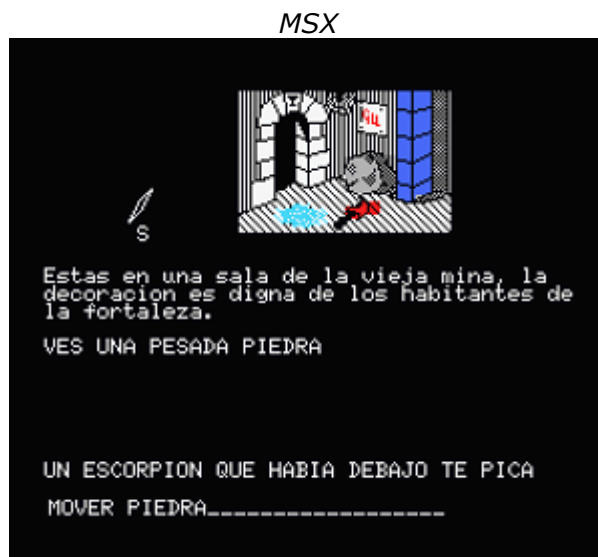 MSX
S
Estas en una sala de la vieja mina, la
decoracion es digna de los habitantes de
la fortaleza.
VES UNA PESADA PIEDRA
UN ESCORPION QUE HABIA DEBAJO TE PICA
MOVER PIEDRA__________________